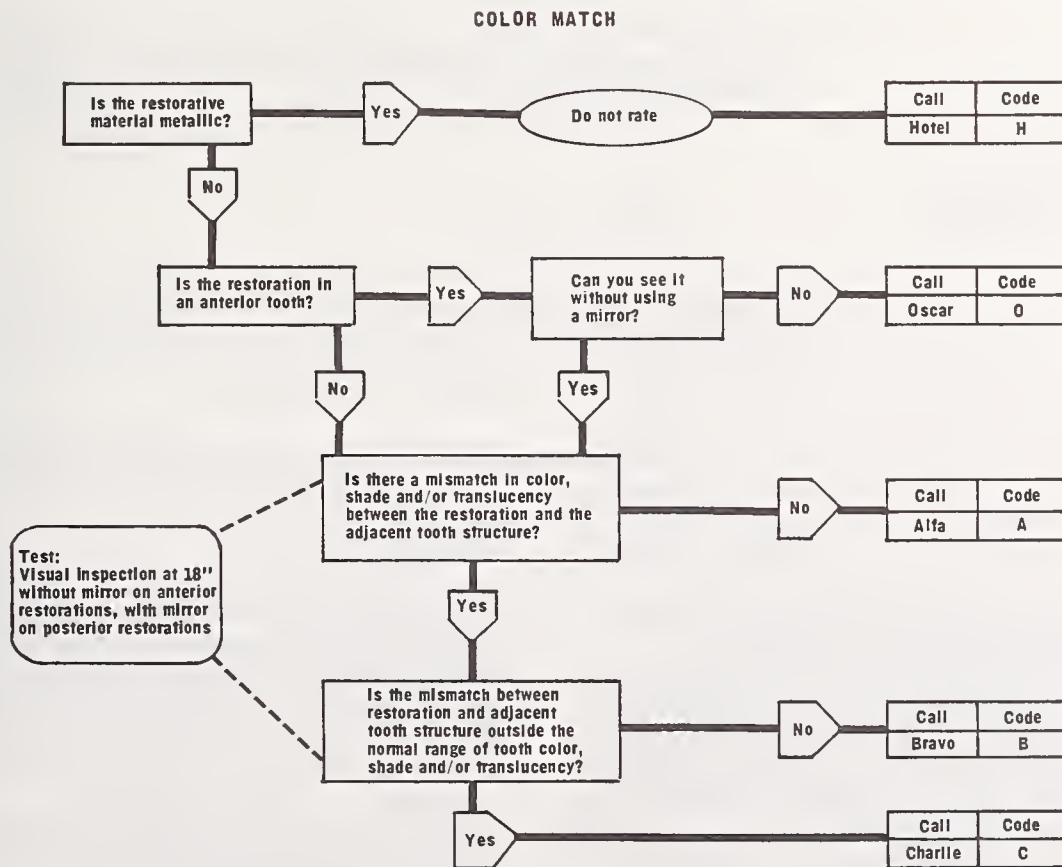 COLOR MATCH
Is the restorative
material metallic?
Yes
Do not rate
Call Code
Hotel H
No
Is the restoration in
an anterior tooth?
Yes
Can you see it
without using
a mirror?
No
Call Code
Oscar O
No
Yes
Is there a mismatch in color,
shade and/or translucency
between the restoration and the
adjacent tooth structure?
No
Call Code
Alfa A
Test:
Visual inspection at 18"
without mirror on anterior
restorations, with mirror
on posterior restorations
Yes
Is the mismatch between
restoration and adjacent
tooth structure outside the
normal range of tooth color,
shade and/or translucency?
No
Call Code
Bravo B
Yes
Call Code
Charlie C